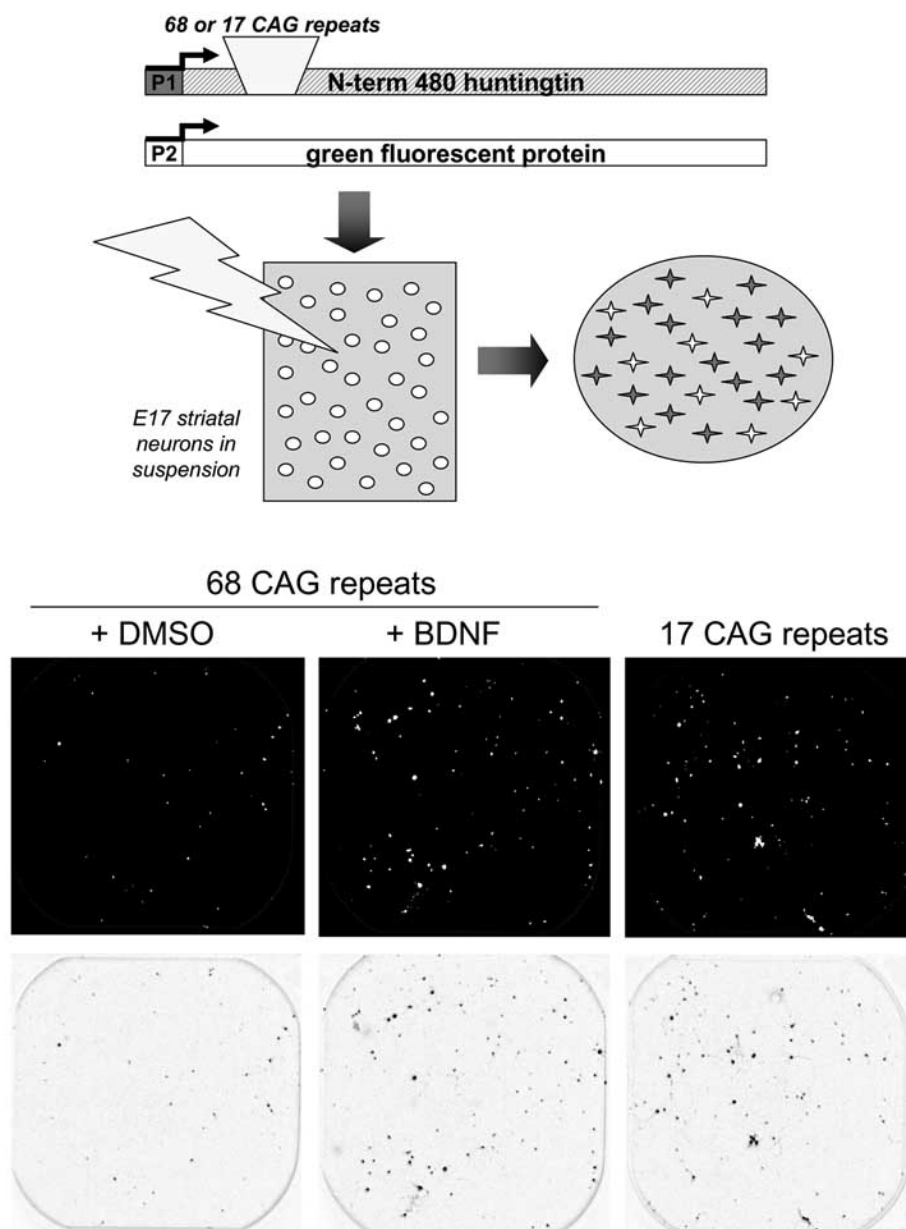 68 or 17 CAG repeats
P1
N-term 480 huntingtin
P2
green fluorescent protein
E17 striatal
neurons in
suspension
68 CAG repeats
+ DMSO
+ BDNF
17 CAG repeats